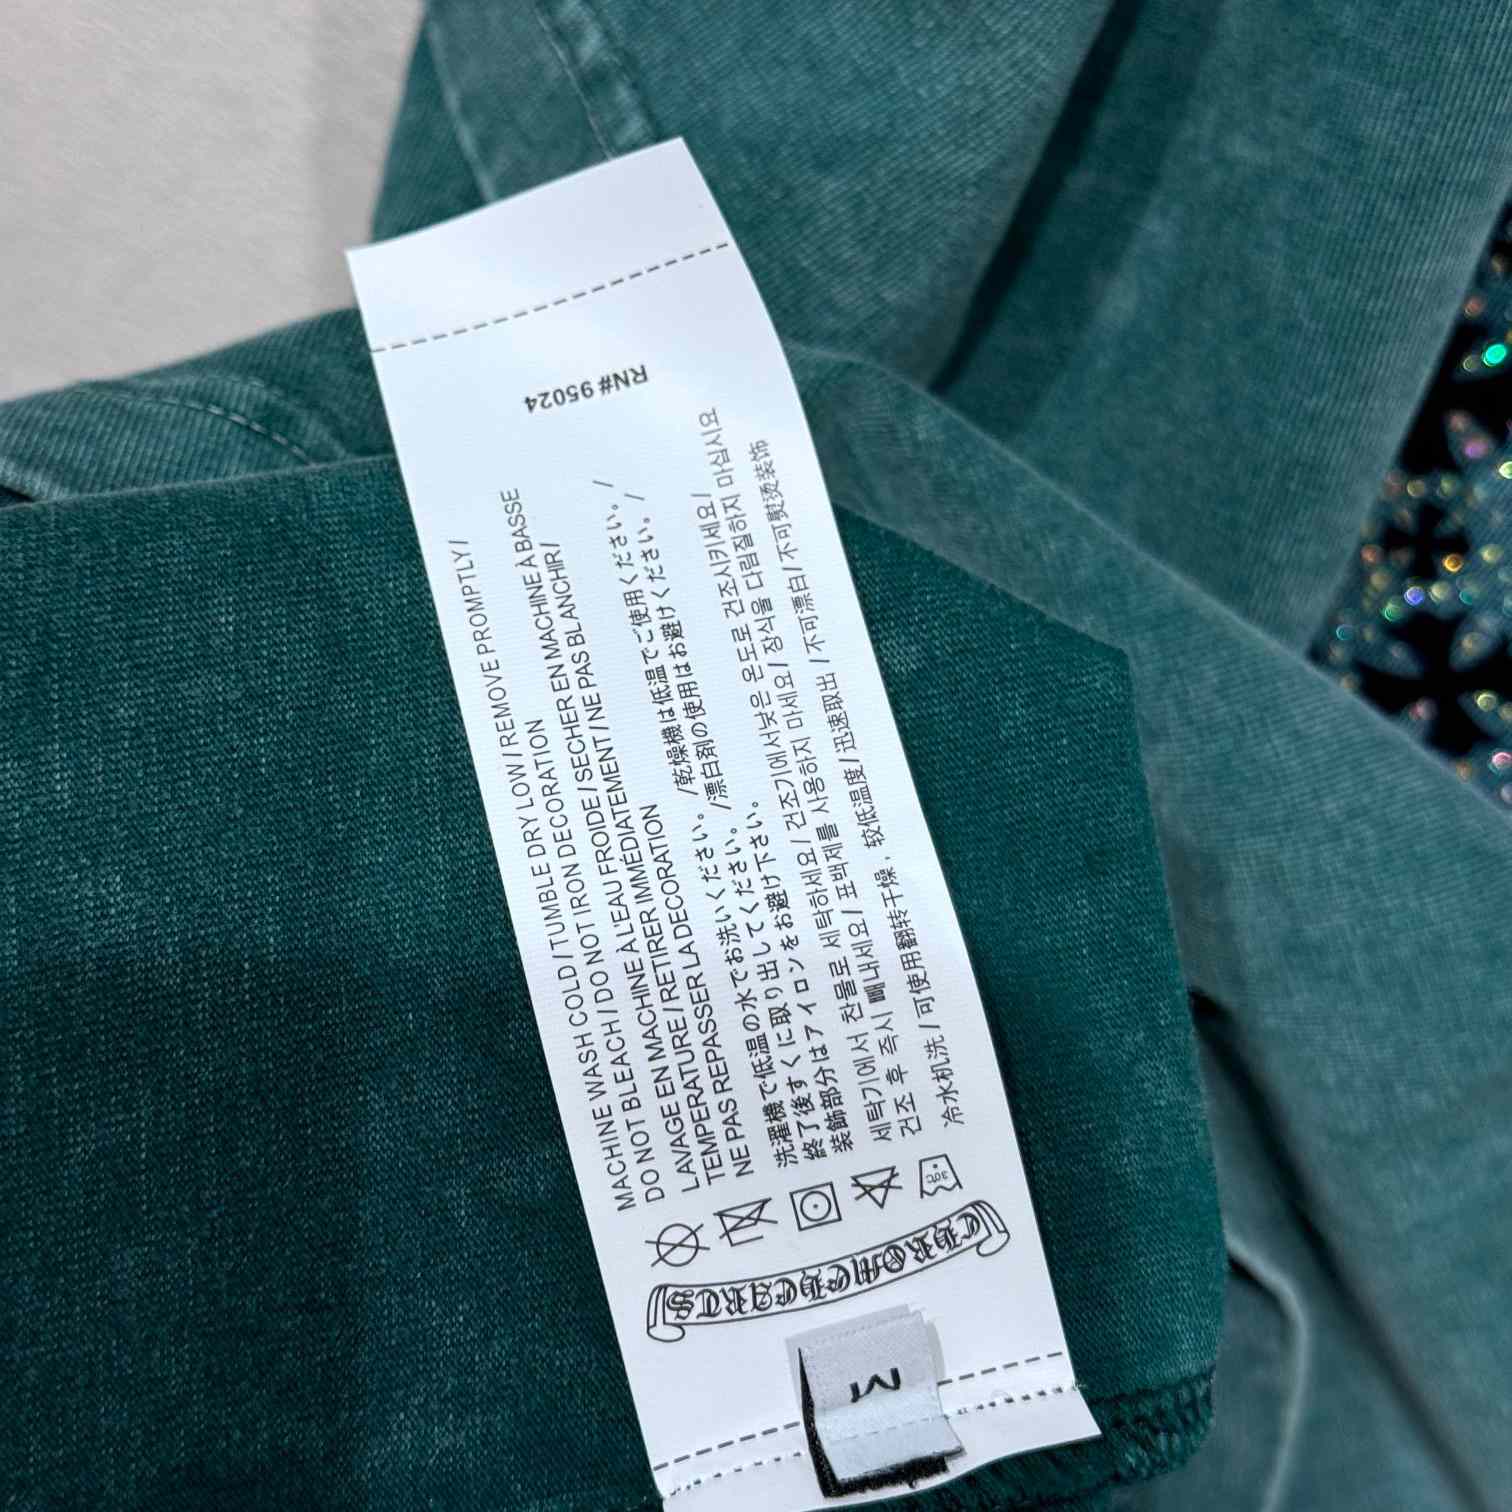 RN# 95024
MACHINE WASH COLD / TUMBLE DRY LOW / REMOVE PROMPTLY /
DO NOT BLEACH / DO NOT IRON DECORATION
LAVAGE EN MACHINE A L'EAU FROIDE / SECHER EN MACHINE À BASSE
TEMPERATURE / RETIRER IMMÉDIATEMENT / NE PAS BLANCHIR /
NE PAS REPASSER LA DECORATION
洗濯機で低温の水でお洗いください。 /乾燥機は低温でご使用ください。 /
終了後すぐに取り出してください。 /漂白剤の使用はお避けください。 /
装飾部分はアイロンをお避け下さい。
세탁기에서 찬물로 세탁하세요/ 건조기에서낮은 온도로 건조시키세요/
건조 후 즉시 빼내세요/ 표백제를 사용하지 마세요/ 장식을 다림질하지 마십시요
冷水机洗 / 可使用翻转干燥 , 较低温度 / 迅速取出 / 不可漂白 / 不可熨烫装饰
CHROME HEARTS
M